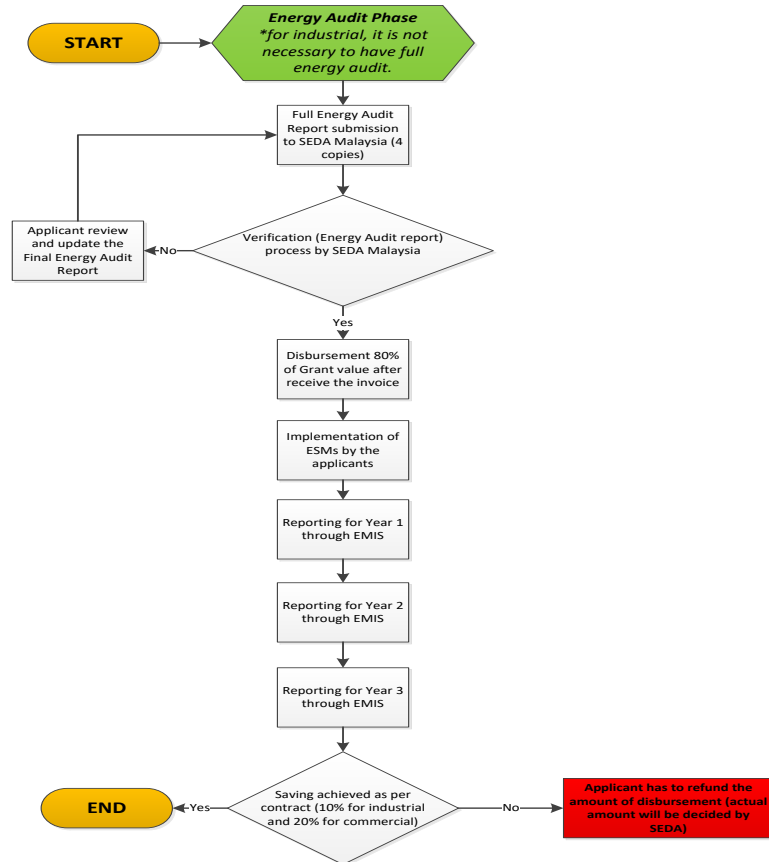 START
Energy Audit Phase
*for industrial, it is not
necessary to have full
energy audit.
Full Energy Audit
Report submission
to SEDA Malaysia (4
copies)
Applicant review
and update the
Final Energy Audit
Report
No
Verification (Energy Audit report)
process by SEDA Malaysia
Yes
Disbursement 80%
of Grant value after
receive the invoice
Implementation of
ESMs by the
applicants
Reporting for Year 1
through EMIS
Reporting for Year 2
through EMIS
Reporting for Year 3
through EMIS
END
Yes
Saving achieved as per
contract (10% for industrial
and 20% for commercial)
No
Applicant has to refund the
amount of disbursement (actual
amount will be decided by
SEDA)